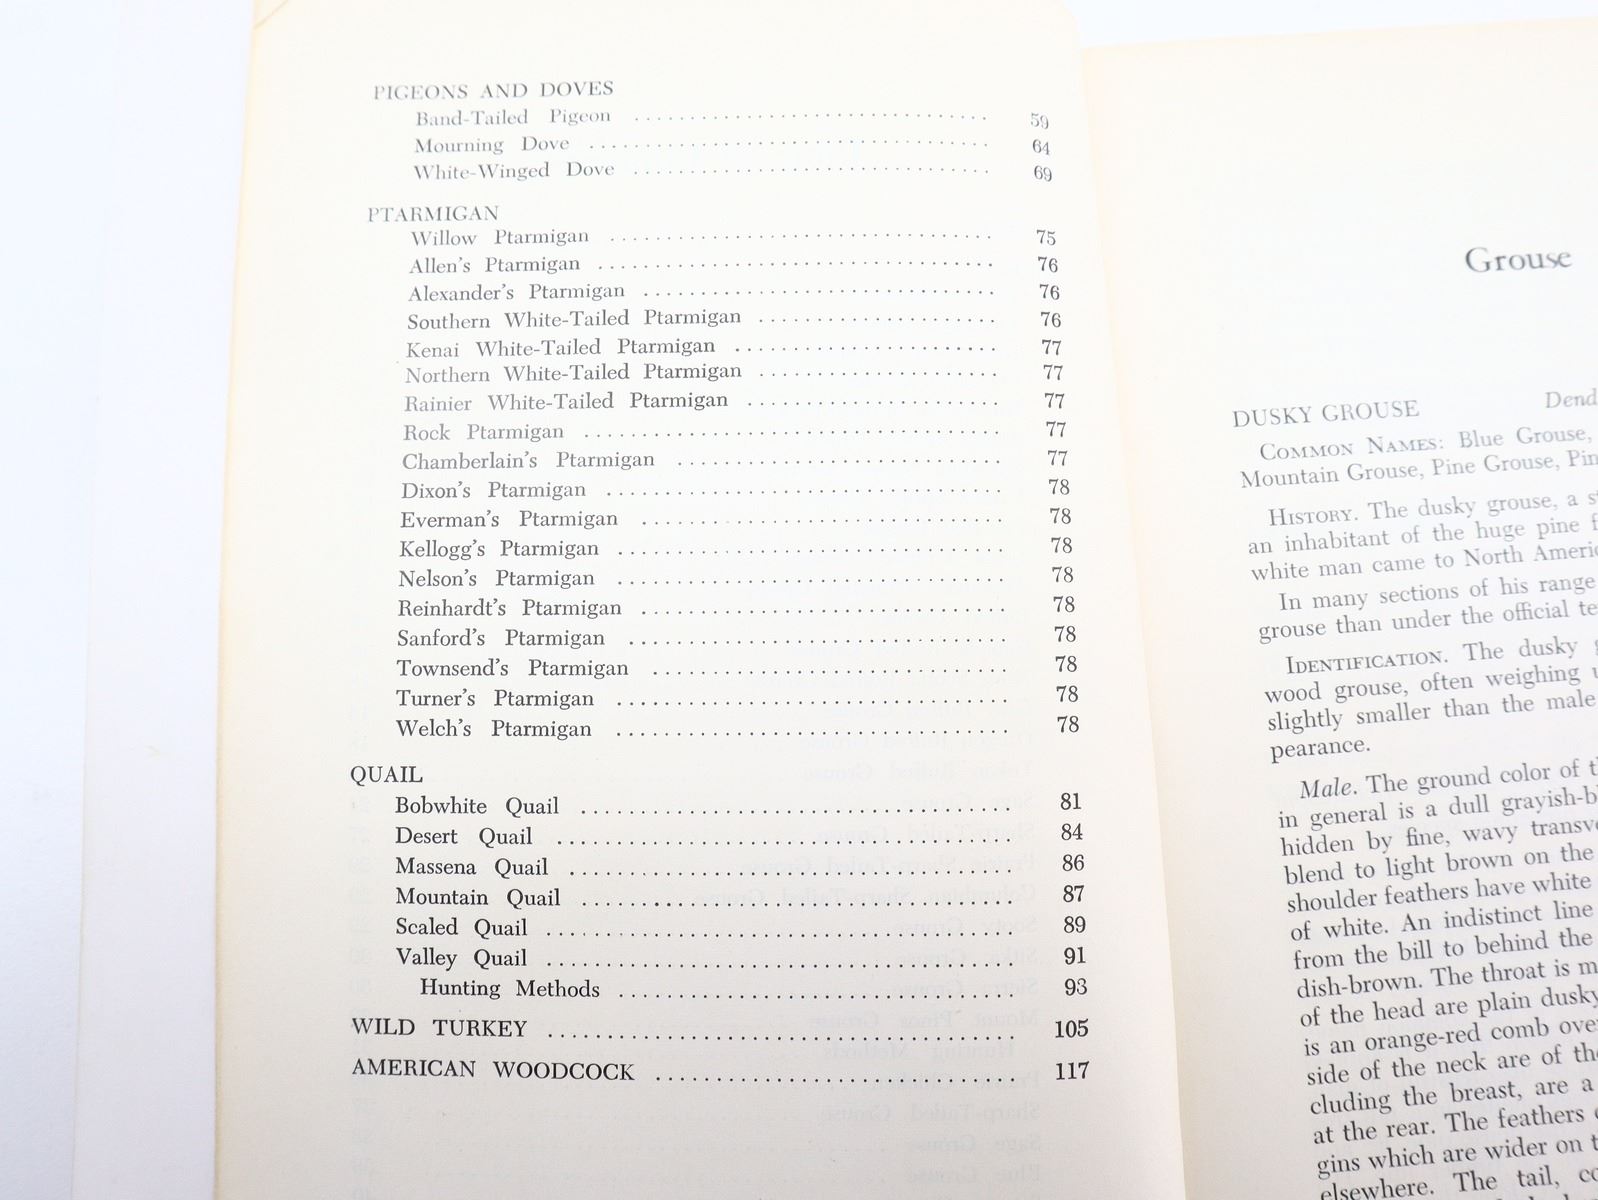 PIGEONS AND DOVES
Band-Tailed Pigeon .............................. 59
Mourning Dove .............................. 64
White-Winged Dove .............................. 69
PTARMIGAN
Willow Ptarmigan .............................. 75
Allen's Ptarmigan .............................. 76
Alexander's Ptarmigan .............................. 76
Southern White-Tailed Ptarmigan .............................. 76
Kenai White-Tailed Ptarmigan .............................. 77
Northern White-Tailed Ptarmigan .............................. 77
Rainier White-Tailed Ptarmigan .............................. 77
Rock Ptarmigan .............................. 77
Chamberlain's Ptarmigan .............................. 77
Dixon's Ptarmigan .............................. 78
Everman's Ptarmigan .............................. 78
Kellogg's Ptarmigan .............................. 78
Nelson's Ptarmigan .............................. 78
Reinhardt's Ptarmigan .............................. 78
Sanford's Ptarmigan .............................. 78
Townsend's Ptarmigan .............................. 78
Turner's Ptarmigan .............................. 78
Welch's Ptarmigan .............................. 78
QUAIL
Bobwhite Quail .............................. 81
Desert Quail .............................. 84
Massena Quail .............................. 86
Mountain Quail .............................. 87
Scaled Quail .............................. 89
Valley Quail .............................. 91
Hunting Methods .............................. 93
WILD TURKEY .............................. 105
AMERICAN WOODCOCK .............................. 117
Grouse
DUSKY GROUSE Dend
COMMON NAMES: Blue Grouse,
Mountain Grouse, Pine Grouse, Pin
HISTORY. The dusky grouse, a s
an inhabitant of the huge pine f
white man came to North Ameri
In many sections of his range
grouse than under the official te
IDENTIFICATION. The dusky g
wood grouse, often weighing u
slightly smaller than the male
pearance.
Male. The ground color of t
in general is a dull grayish-bl
hidden by fine, wavy transv
blend to light brown on the
shoulder feathers have white
of white. An indistinct line
from the bill to behind the
dish-brown. The throat is m
of the head are plain dusky
is an orange-red comb over
side of the neck are of the
cluding the breast, are a
at the rear. The feathers
gins which are wider on t
elsewhere. The tail, co